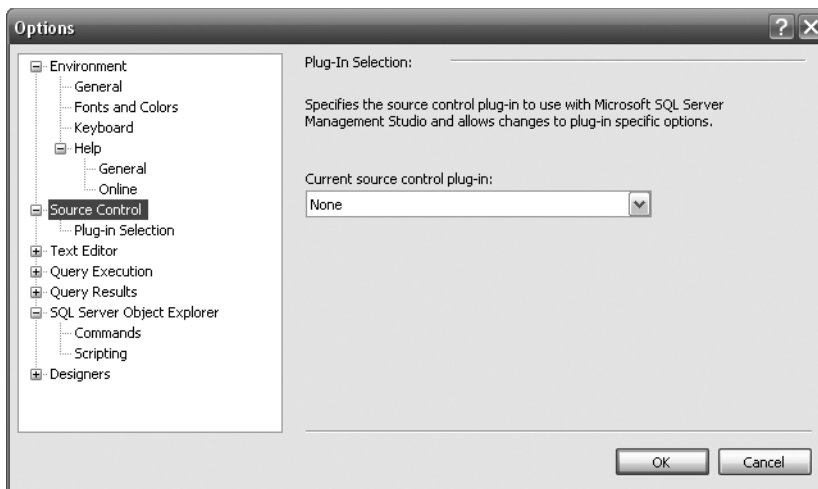 Options
Environment
General
Fonts and Colors
Keyboard
Help
General
Online
Source Control
Plug-in Selection
Text Editor
Query Execution
Query Results
SQL Server Object Explorer
Commands
Scripting
Designers
Plug-In Selection:
Specifies the source control plug-in to use with Microsoft SQL Server
Management Studio and allows changes to plug-in specific options.
Current source control plug-in:
None
OK
Cancel